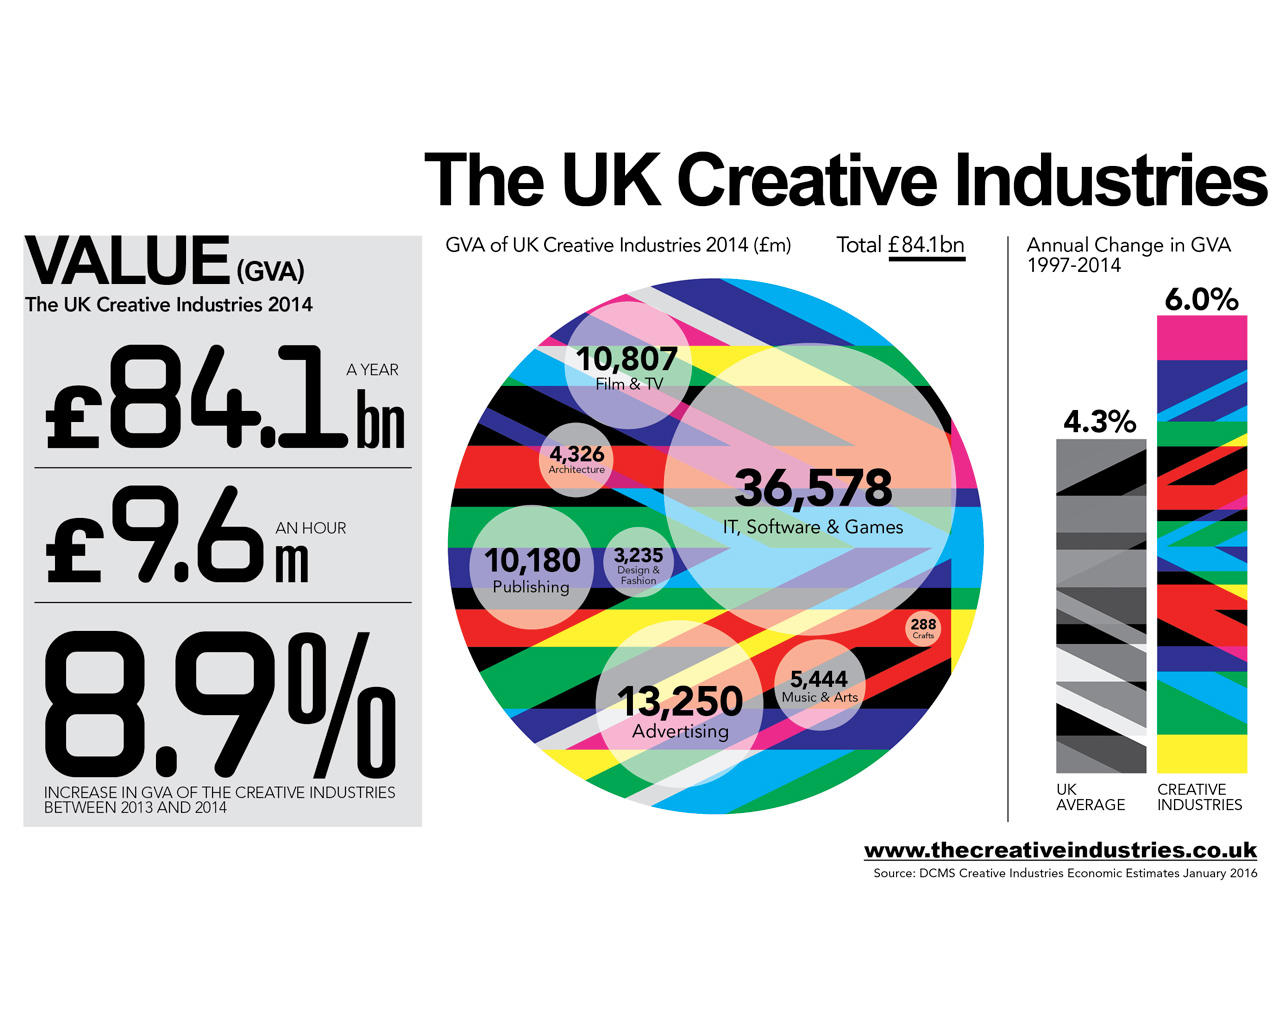 The UK Creative Industries
VALUE (GVA)
The UK Creative Industries 2014
£84.1bn A YEAR
£9.6m AN HOUR
8.9%
INCREASE IN GVA OF THE CREATIVE INDUSTRIES
BETWEEN 2013 AND 2014
GVA of UK Creative Industries 2014 (£m) Total £84.1bn
10,807
Film & TV
4,326
Architecture
36,578
IT, Software & Games
10,180
Publishing
3,235
Design &
Fashion
288
Crafts
13,250
Advertising
5,444
Music & Arts
Annual Change in GVA
1997-2014
6.0%
4.3%
UK
AVERAGE
CREATIVE
INDUSTRIES
www.thecreativeindustries.co.uk
Source: DCMS Creative Industries Economic Estimates January 2016